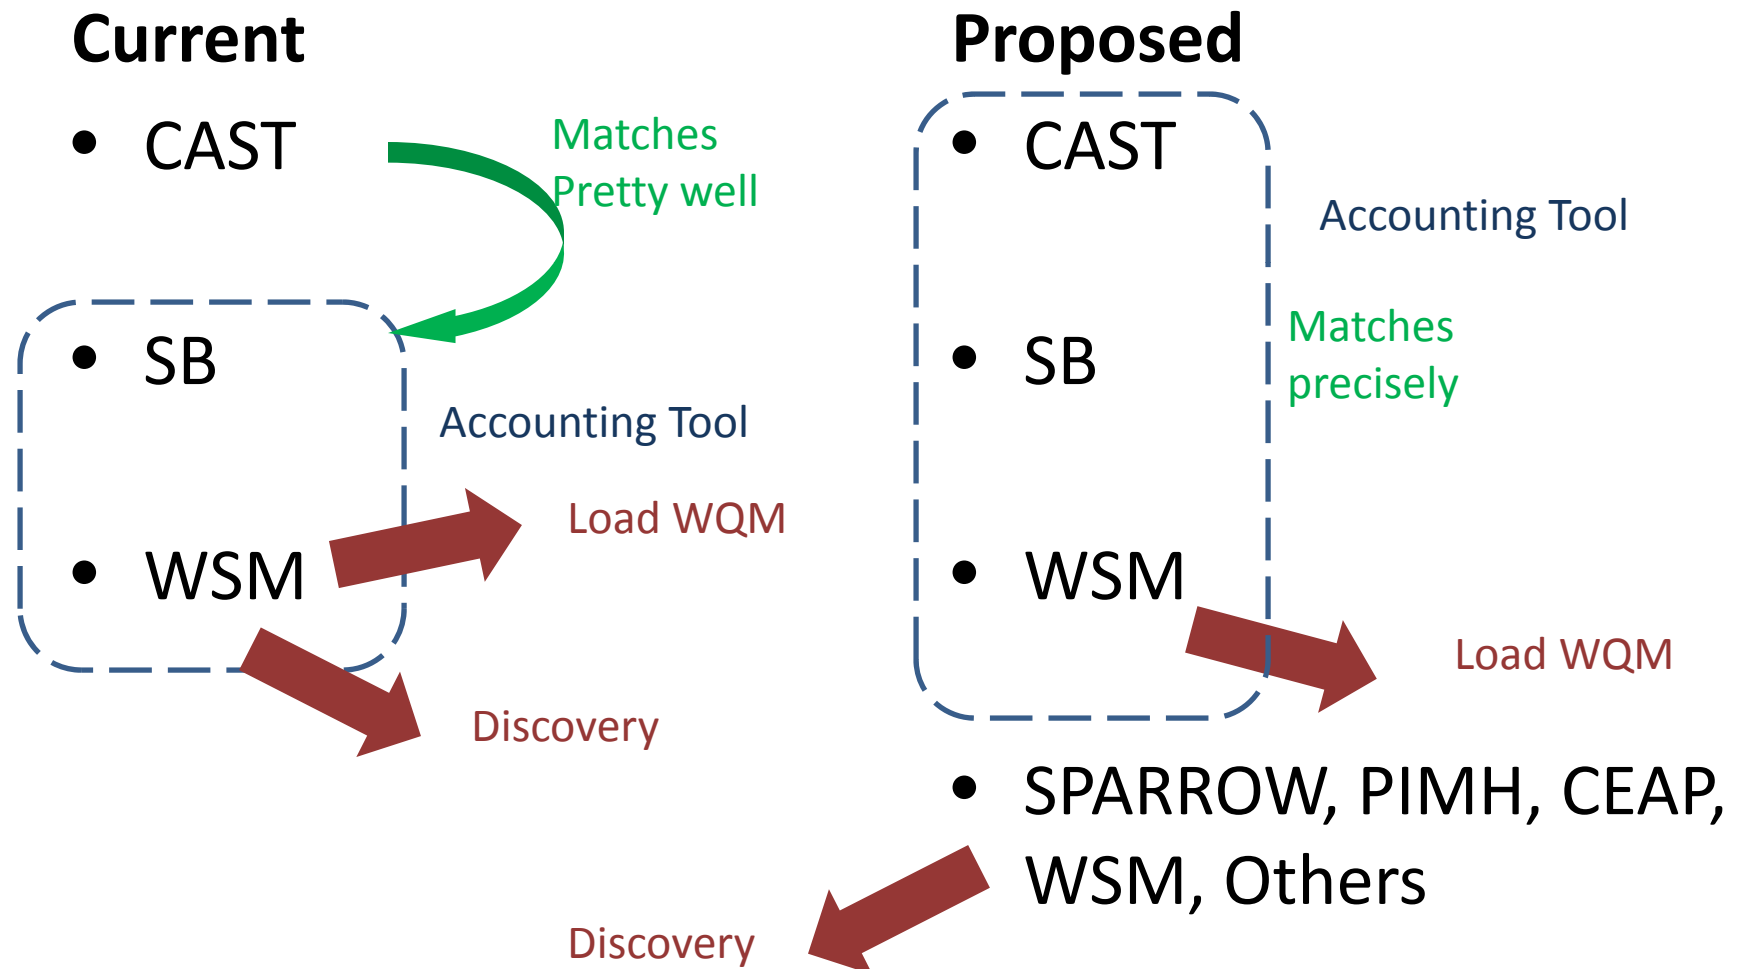 Current
• CAST
Matches
Pretty well
• SB
Accounting Tool
• WSM
Load WQM
Discovery
Proposed
• CAST
Accounting Tool
• SB
Matches
precisely
• WSM
Load WQM
• SPARROW, PIMH, CEAP,
WSM, Others
Discovery